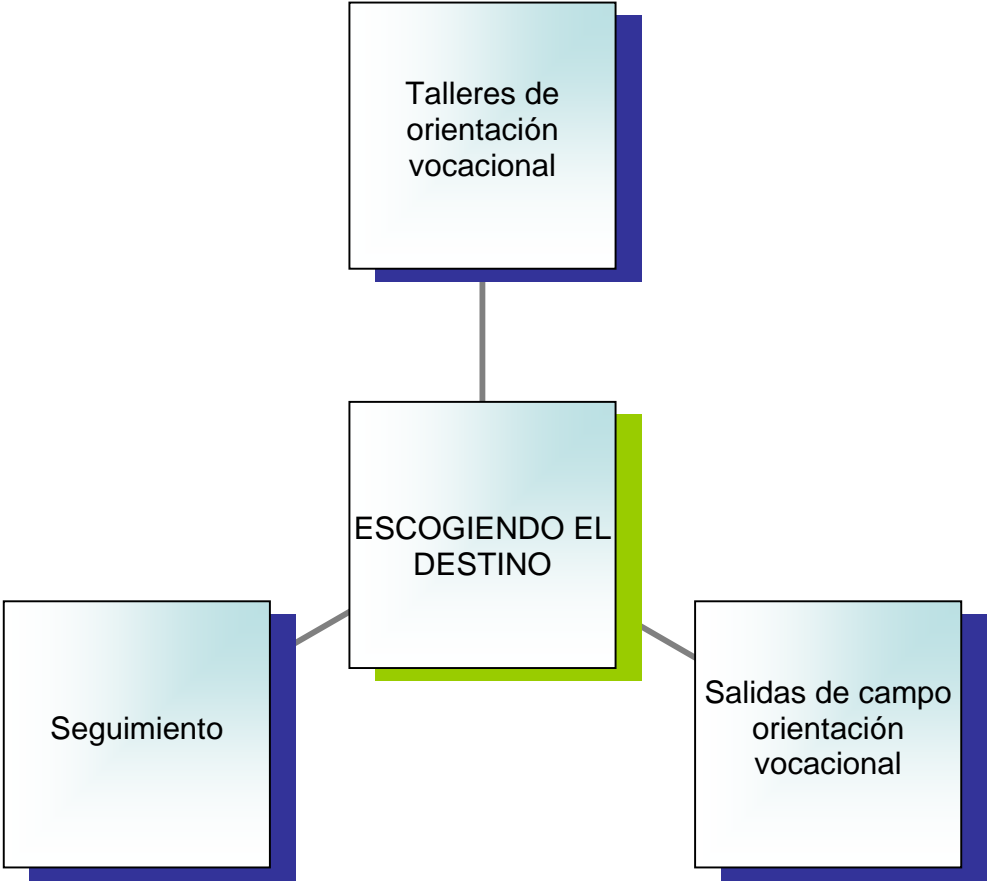 Talleres de
orientación
vocacional
ESCOGIENDO EL
DESTINO
Seguimiento
Salidas de campo
orientación
vocacional